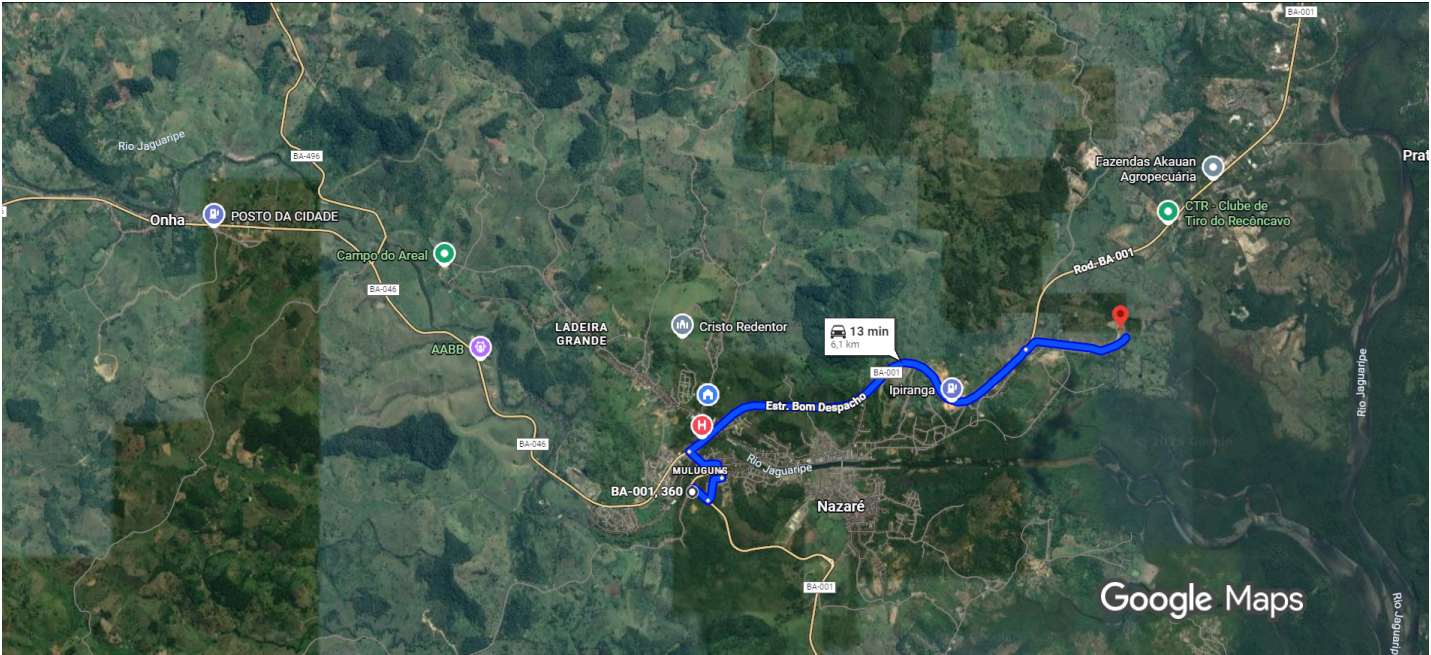 BA-001
Rio Jaguaripe
BA-496
Prat
Fazendas Akauan
Agropecuária
CTR - Clube de
Tiro do Recôncavo
Onha
POSTO DA CIDADE
Campo do Areal
Rod. BA-001
BA-046
LADEIRA
GRANDE
Cristo Redentor
13 min
6,1 km
AABB
BA-001
Ipiranga
Rio Jaguaripe
Estr. Bom Despacho
H
BA-046
MULUGUNS
Rio Jaguaripe
BA-001, 360
Nazaré
BA-001
Google Maps
Rio Jaguarip